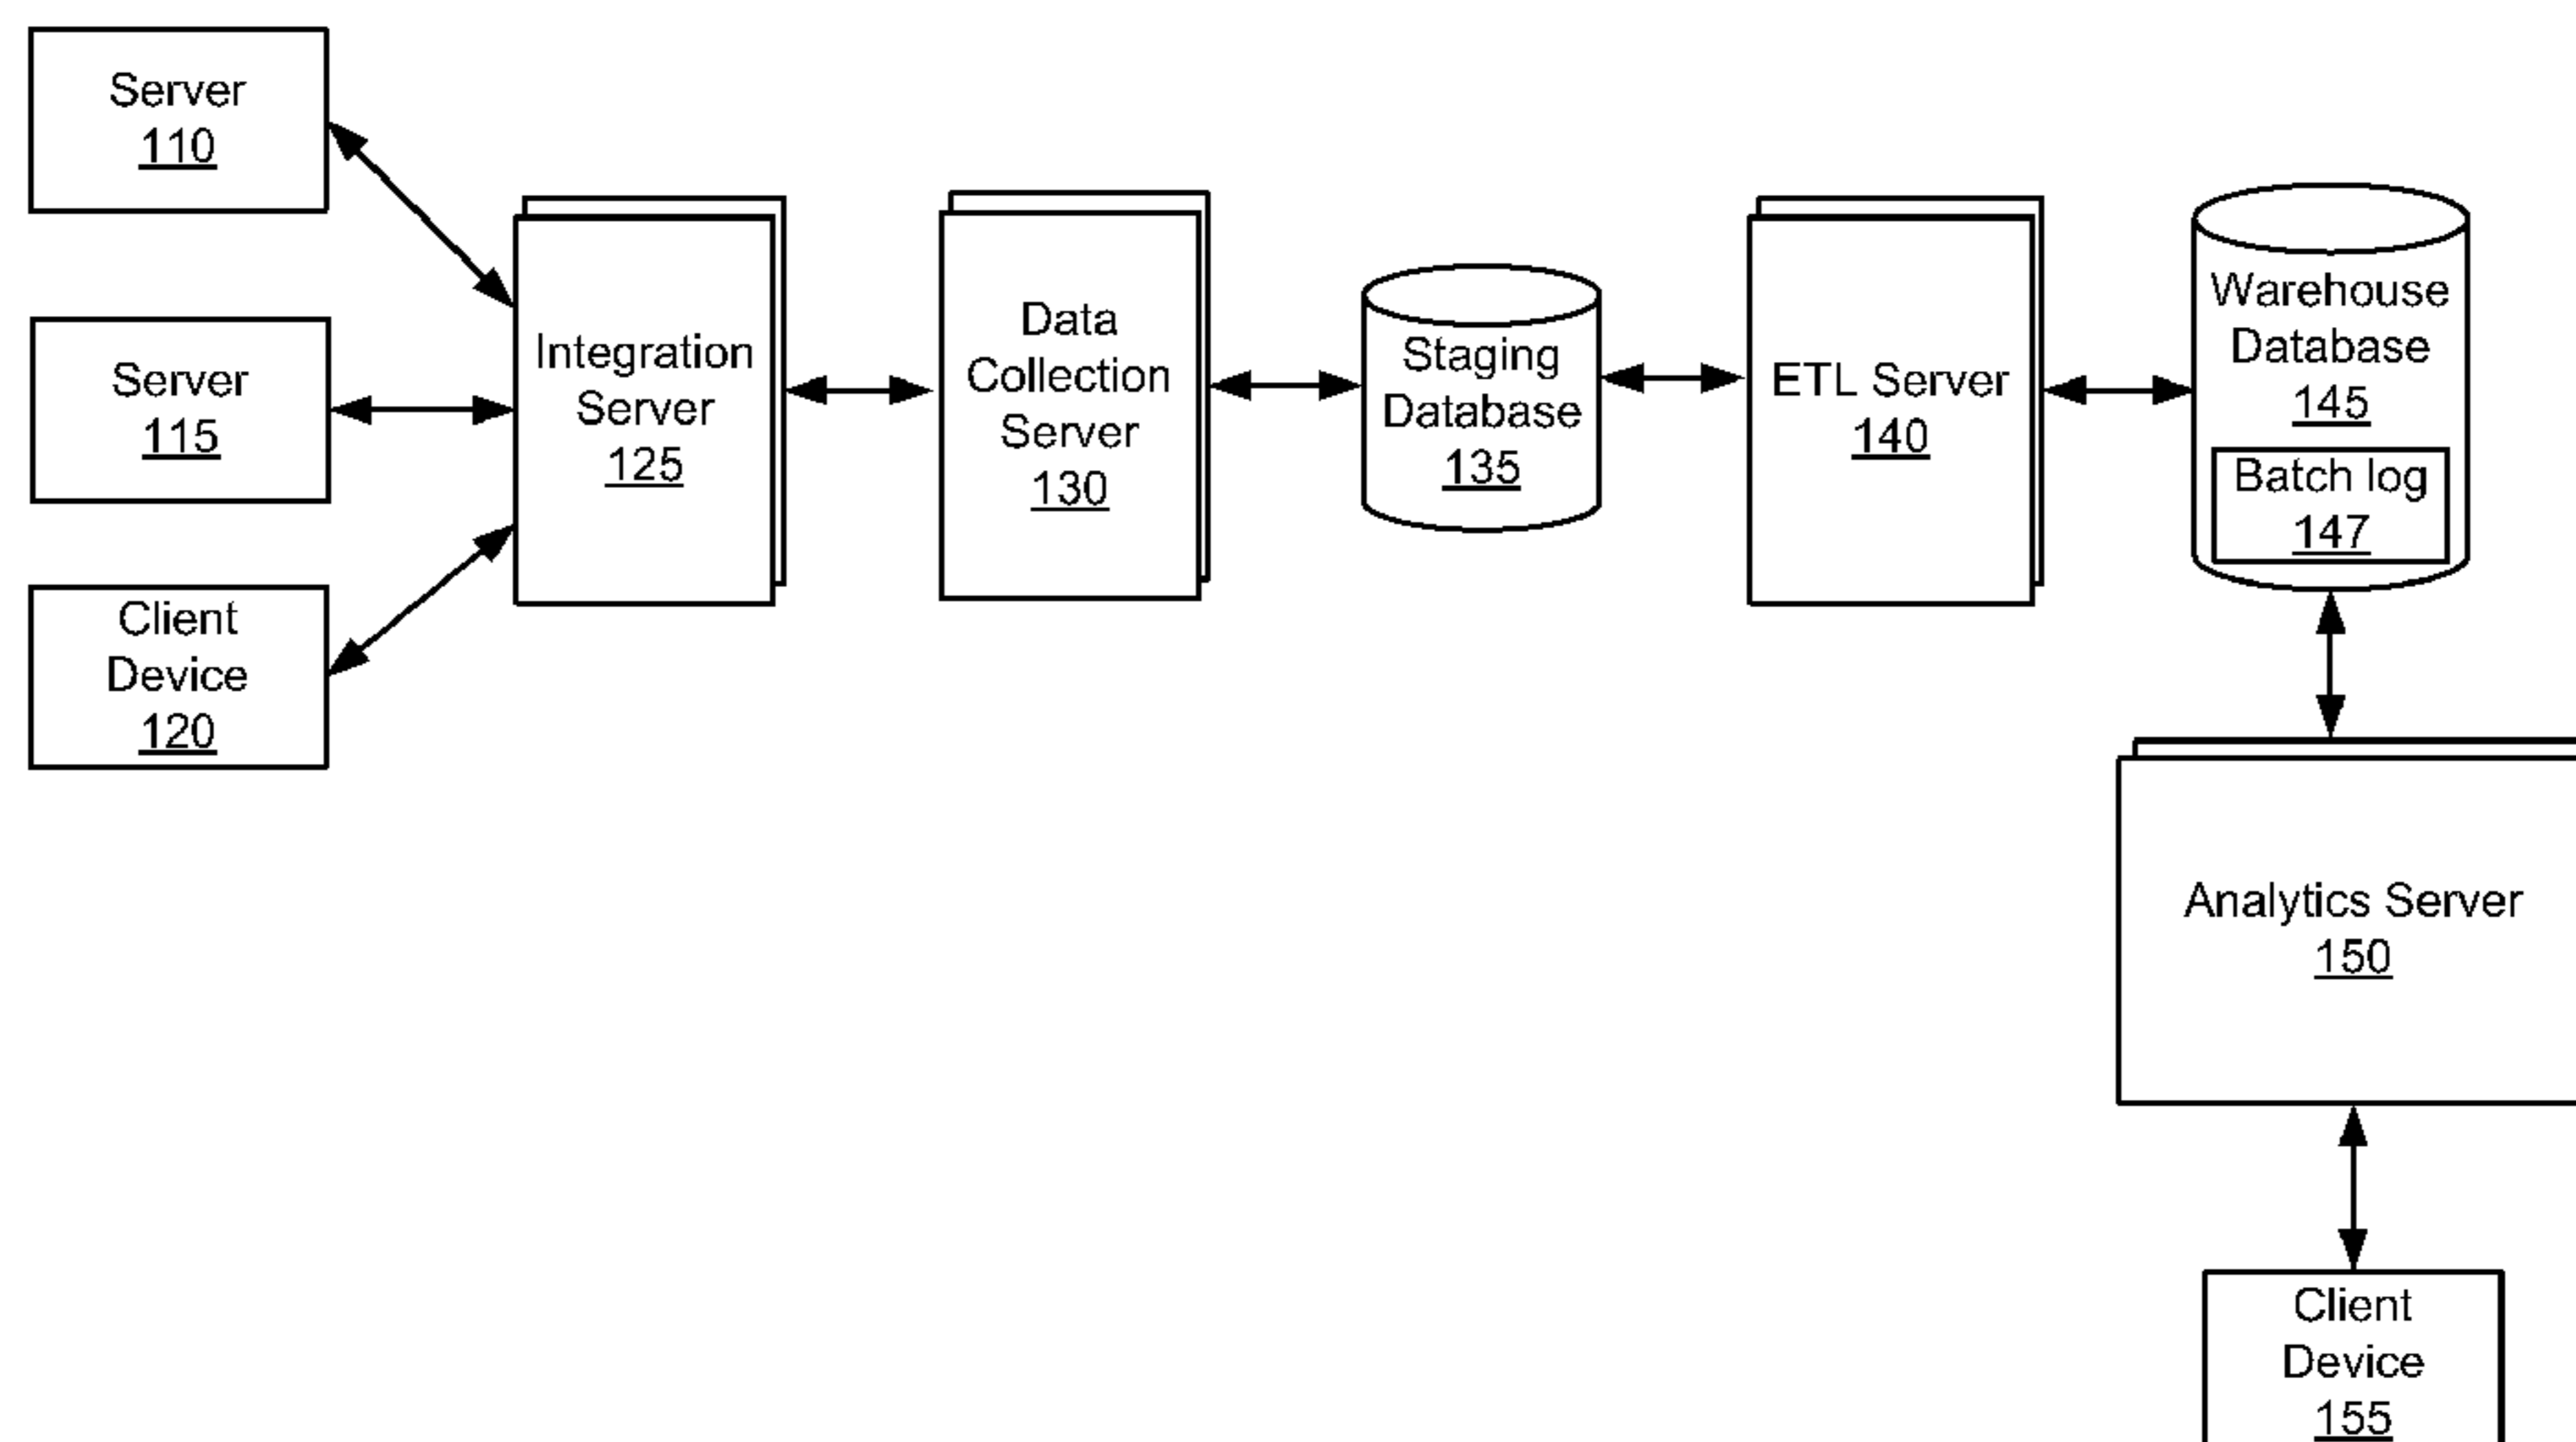 Server
110
Server
115
Client
Device
120
Integration
Server
125
Data
Collection
Server
130
Staging
Database
135
ETL Server
140
Warehouse
Database
145
Batch log
147
Analytics Server
150
Client
Device
155